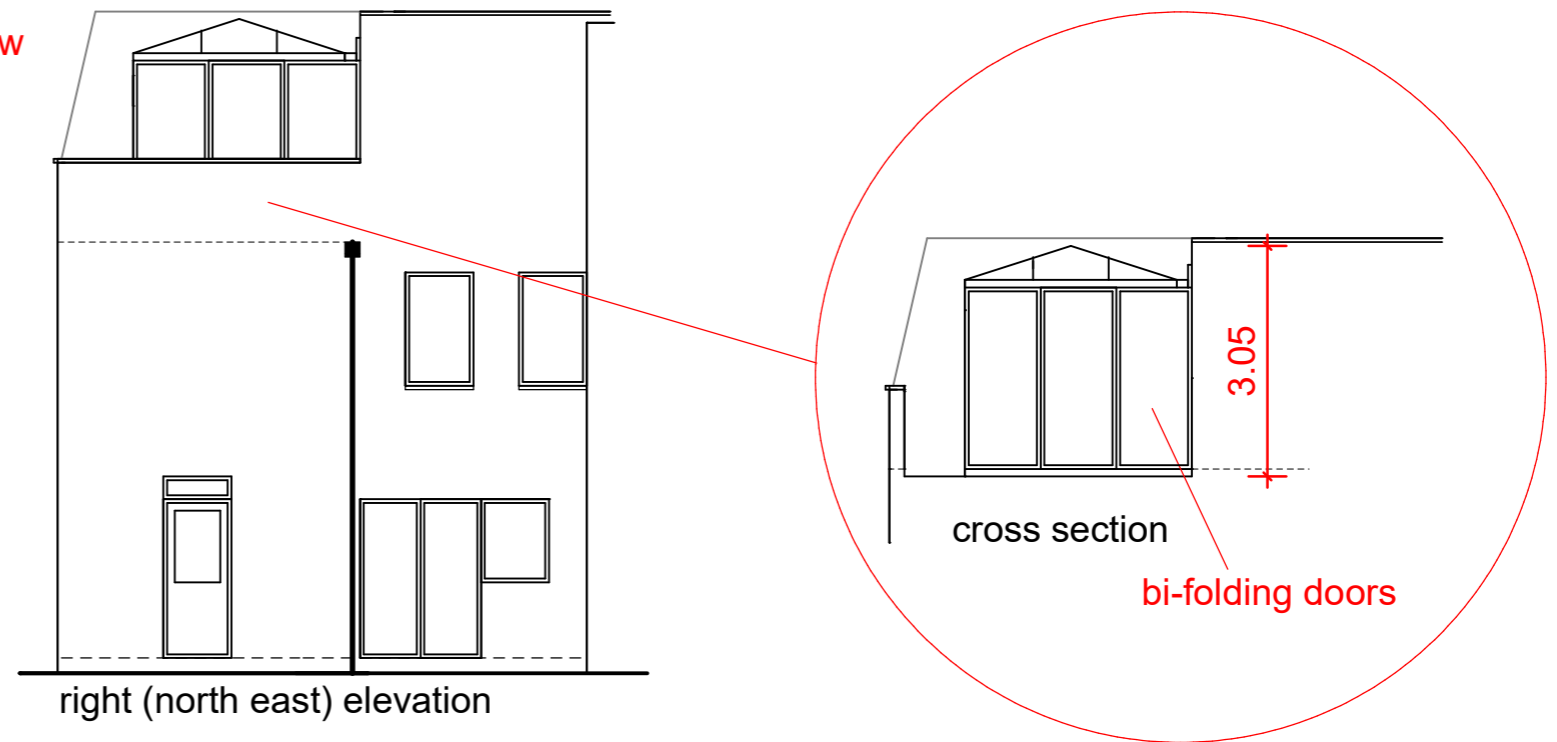 right (north east) elevation
3.05
cross section
bi-folding doors